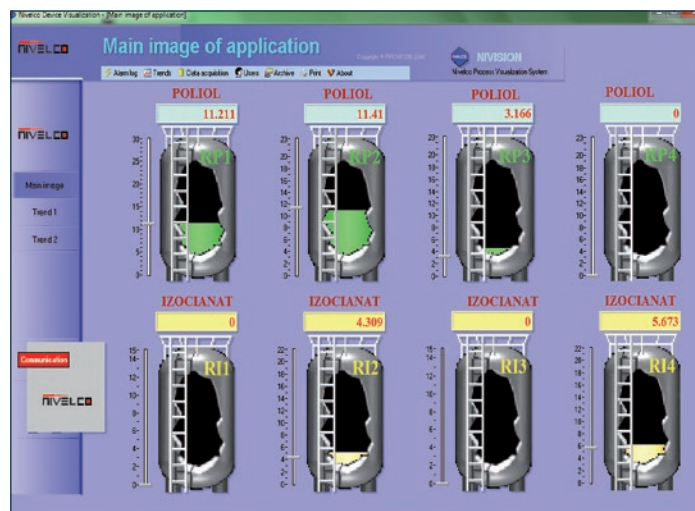 Nivelco Device Visualization - [Main image of application]
NIVELCO
Main image of application
NIVISION
Nivelco Process Visualization System
Alarm log Trends Data acquisition Users Archive Print About
NIVELCO
Main image
Trend 1
Trend 2
POLIOL POLIOL POLIOL POLIOL
11.211 11.41 3.166 0
RP1 RP2 RP3 RP4
IZOCIANAT IZOCIANAT IZOCIANAT IZOCIANAT
0 4.309 0 5.673
RI1 RI2 RI3 RI4
Communication
NIVELCO